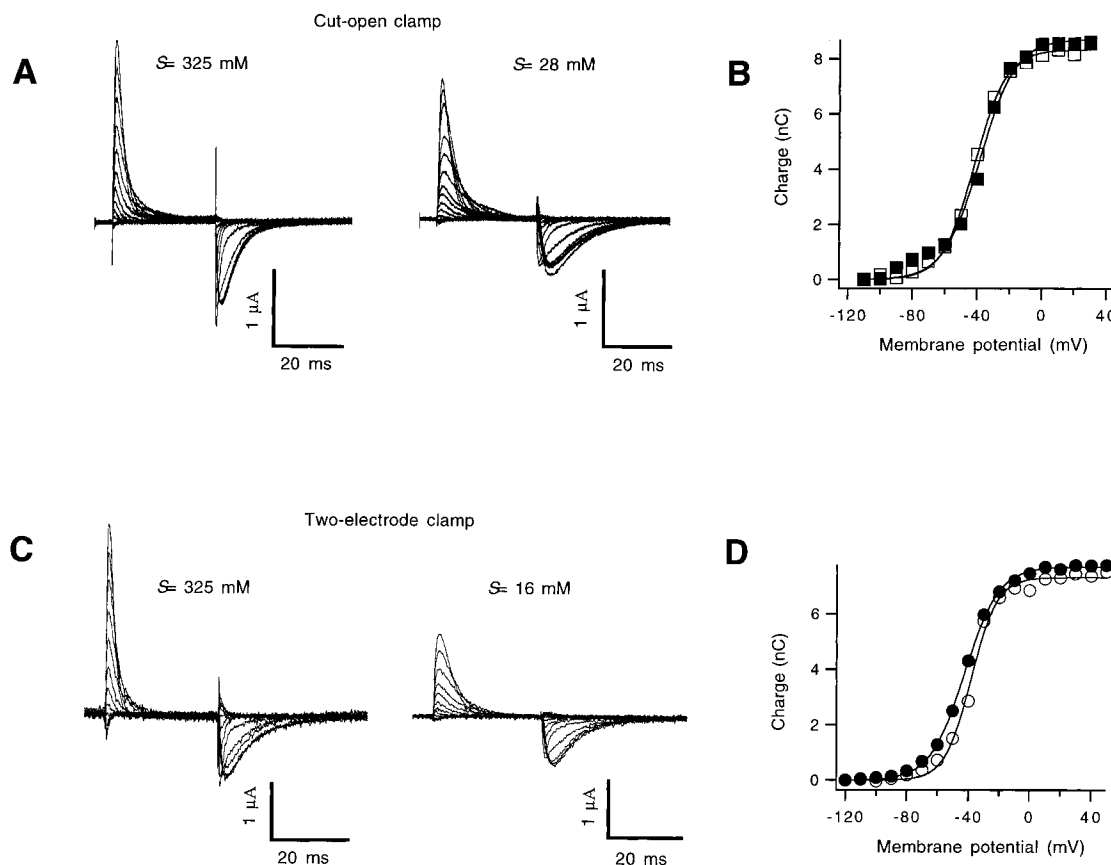 Cut-open clamp
A
S= 325 mM
S= 28 mM
1 µA
20 ms
1 µA
20 ms
B
Charge (nC)
8
6
4
2
0
-120 -80 -40 0 40
Membrane potential (mV)
Two-electrode clamp
C
S= 325 mM
S= 16 mM
1 µA
20 ms
1 µA
20 ms
D
Charge (nC)
6
4
2
0
-120 -80 -40 0 40
Membrane potential (mV)